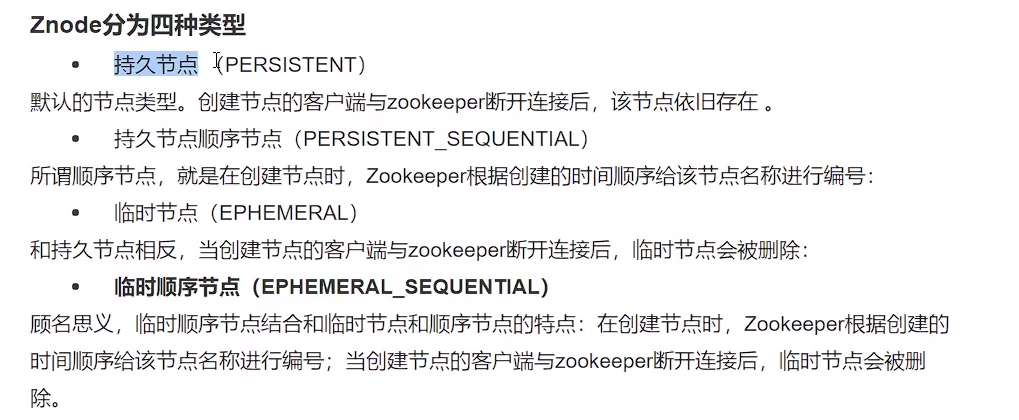 Znode分为四种类型
• 持久节点 （PERSISTENT）
默认的节点类型。创建节点的客户端与zookeeper断开连接后，该节点依旧存在 。
• 持久节点顺序节点（PERSISTENT_SEQUENTIAL）
所谓顺序节点，就是在创建节点时，Zookeeper根据创建的时间顺序给该节点名称进行编号：
• 临时节点（EPHEMERAL）
和持久节点相反，当创建节点的客户端与zookeeper断开连接后，临时节点会被删除：
• 临时顺序节点（EPHEMERAL_SEQUENTIAL）
顾名思义，临时顺序节点结合和临时节点和顺序节点的特点：在创建节点时，Zookeeper根据创建的
时间顺序给该节点名称进行编号；当创建节点的客户端与zookeeper断开连接后，临时节点会被删
除。